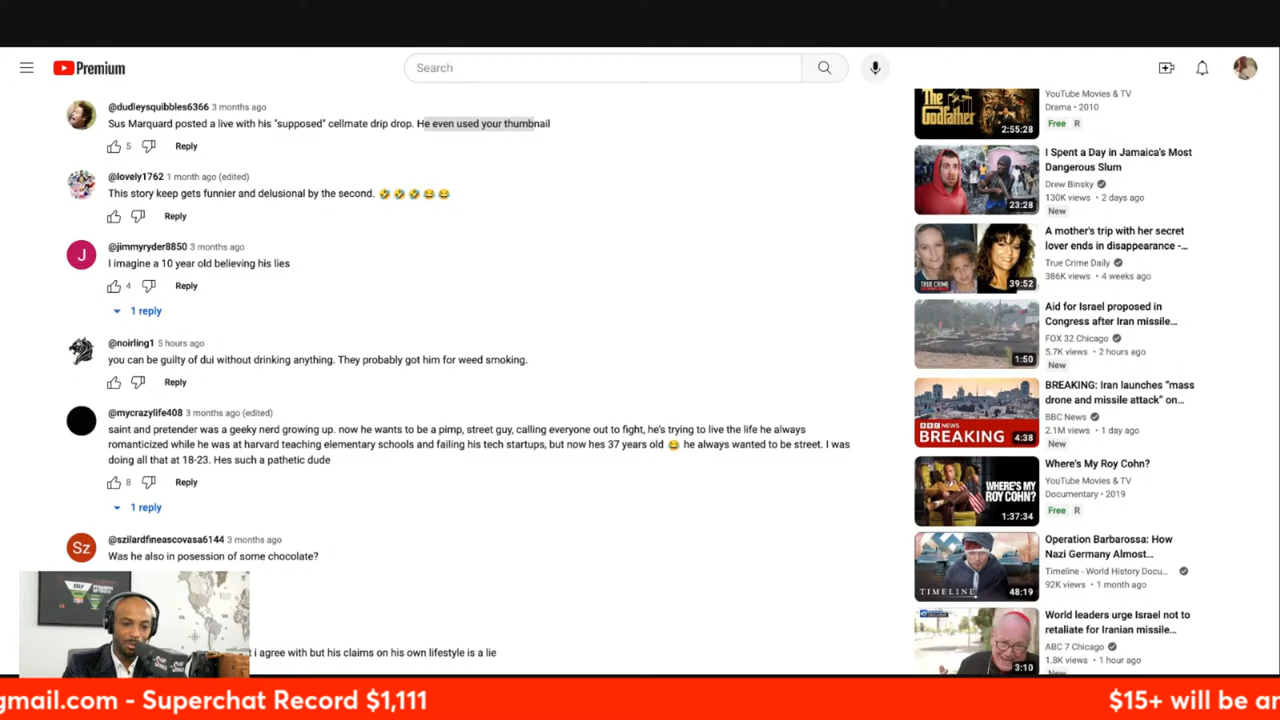 Premium
Search
@dudleysquibbles6366 3 months ago
Sus Marquard posted a live with his "supposed" cellmate drip drop. He even used your thumbnail
5 Reply
@lovely1762 1 month ago (edited)
This story keep gets funnier and delusional by the second. 🤣 🤣 🤣 😂 😂
Reply
@jimmyryder8850 3 months ago
J
I imagine a 10 year old believing his lies
4 Reply
1 reply
@noirling1 5 hours ago
you can be guilty of dui without drinking anything. They probably got him for weed smoking.
Reply
@mycrazylife408 3 months ago (edited)
saint and pretender was a geeky nerd growing up. now he wants to be a pimp, street guy, calling everyone out to fight, he's trying to live the life he always
romanticized while he was at harvard teaching elementary schools and failing his tech startups, but now hes 37 years old 😂 he always wanted to be street. I was
doing all that at 18-23. Hes such a pathetic dude
8 Reply
1 reply
@szilardfineascovasa6144 3 months ago
Sz
Was he also in posession of some chocolate?
i agree with but his claims on his own lifestyle is a lie
The
GODFATHER
2:55:28
YouTube Movies & TV
Drama • 2010
Free R
23:28
I Spent a Day in Jamaica's Most
Dangerous Slum
Drew Binsky
130K views • 2 days ago
New
TRUE CRIME
39:52
A mother's trip with her secret
lover ends in disappearance -...
True Crime Daily
386K views • 4 weeks ago
1:50
Aid for Israel proposed in
Congress after Iran missile...
FOX 32 Chicago
5.7K views • 2 hours ago
New
BBC NEWS
BREAKING
4:38
BREAKING: Iran launches "mass
drone and missile attack" on...
BBC News
2.1M views • 1 day ago
New
WHERE'S MY
ROY COHN?
1:37:34
Where's My Roy Cohn?
YouTube Movies & TV
Documentary • 2019
Free R
TIMELINE
48:19
Operation Barbarossa: How
Nazi Germany Almost...
Timeline - World History Docu...
92K views • 1 month ago
3:10
World leaders urge Israel not to
retaliate for Iranian missile...
ABC 7 Chicago
1.8K views • 1 hour ago
New
gmail.com - Superchat Record $1,111
$15+ will be an